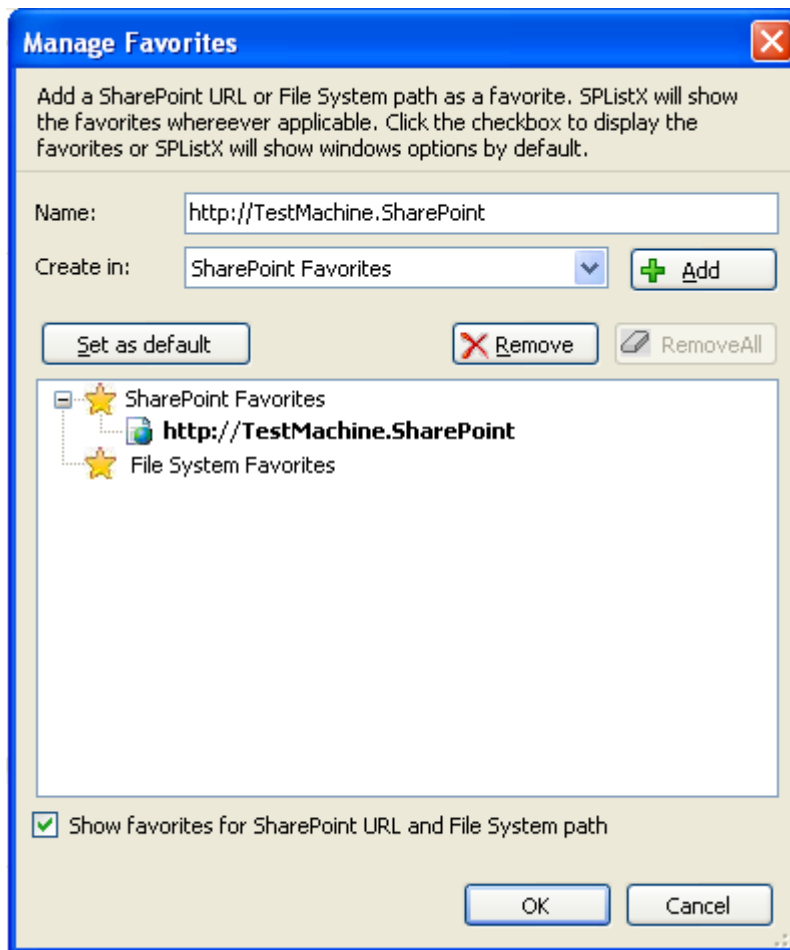 Manage Favorites
Add a SharePoint URL or File System path as a favorite. SPListX will show
the favorites whereever applicable. Click the checkbox to display the
favorites or SPListX will show windows options by default.
Name: http://TestMachine.SharePoint
Create in: SharePoint Favorites Add
Set as default Remove RemoveAll
SharePoint Favorites
http://TestMachine.SharePoint
File System Favorites
Show favorites for SharePoint URL and File System path
OK Cancel